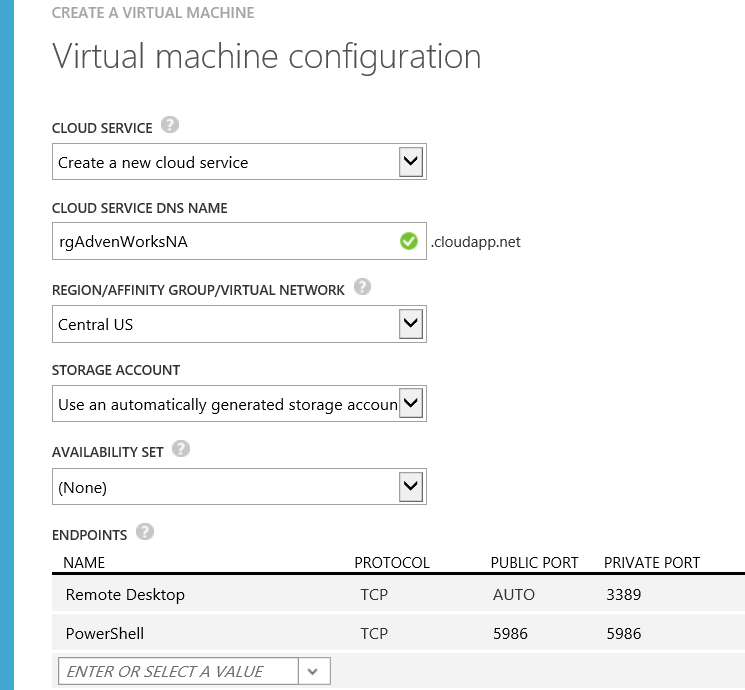 CREATE A VIRTUAL MACHINE
Virtual machine configuration
CLOUD SERVICE ?
Create a new cloud service
CLOUD SERVICE DNS NAME
rgAdvenWorksNA .cloudapp.net
REGION/AFFINITY GROUP/VIRTUAL NETWORK ?
Central US
STORAGE ACCOUNT
Use an automatically generated storage accoun
AVAILABILITY SET ?
(None)
ENDPOINTS ?
NAME PROTOCOL PUBLIC PORT PRIVATE PORT
Remote Desktop TCP AUTO 3389
PowerShell TCP 5986 5986
ENTER OR SELECT A VALUE